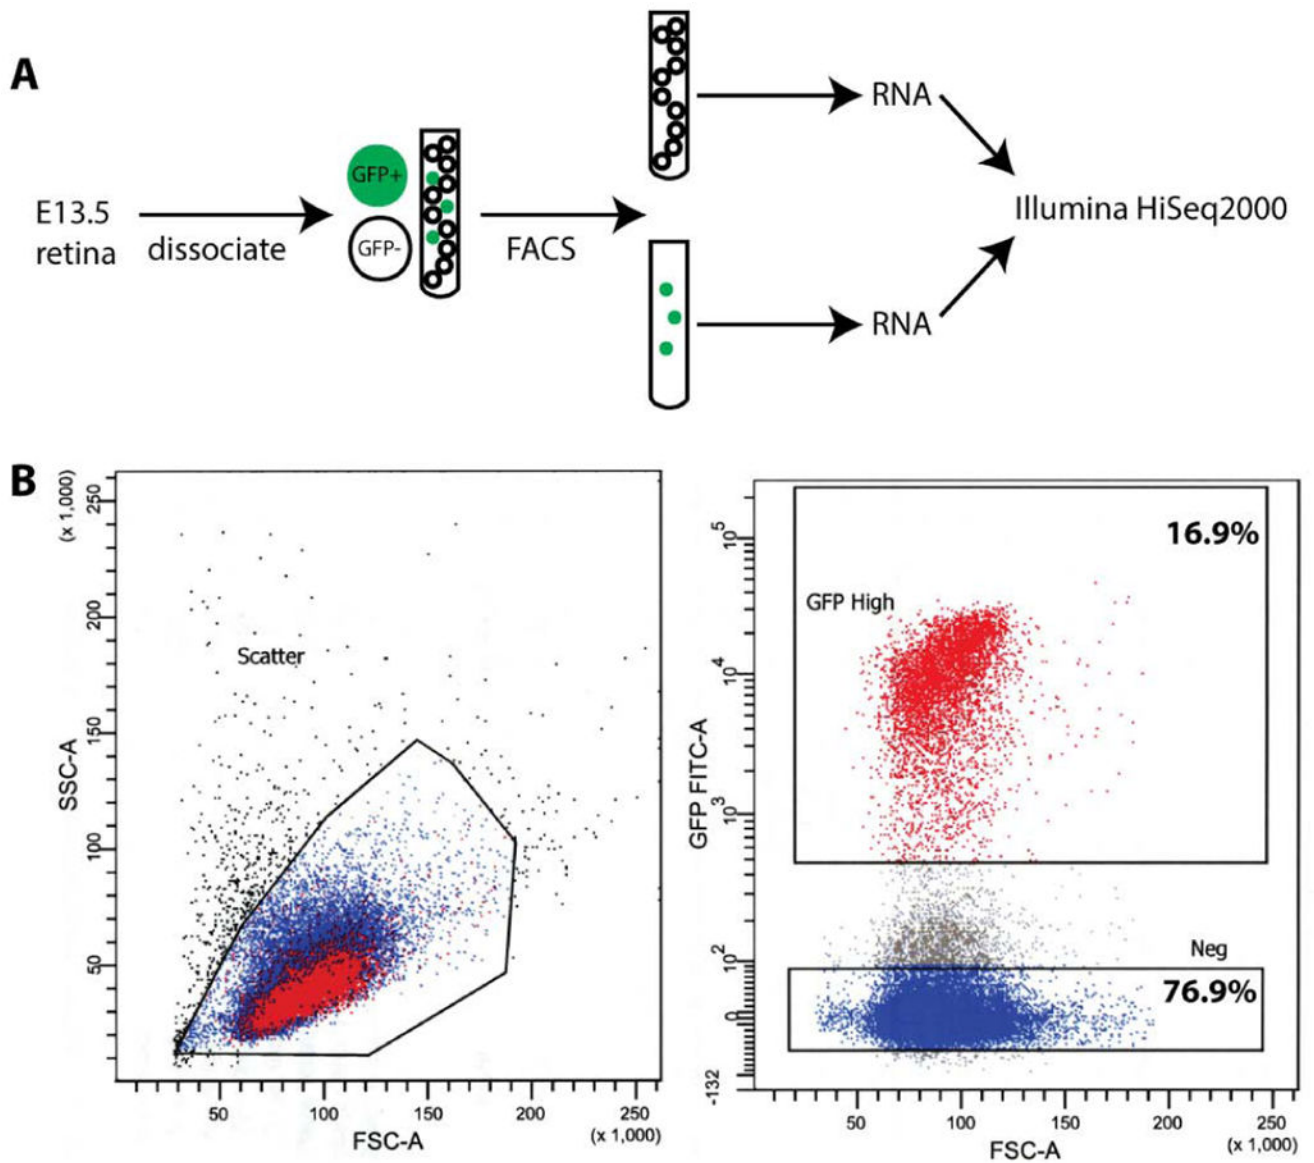 A
E13.5
retina
dissociate
GFP+
GFP-
FACS
RNA
RNA
Illumina HiSeq2000
B
(x 1,000)
250
200
150
100
50
SSC-A
Scatter
50
100
150
200
250
FSC-A
(x 1,000)
GFP FITC-A
10^5
10^4
10^3
10^2
0
-132
16.9%
GFP High
Neg
76.9%
50
100
150
200
250
FSC-A
(x 1,000)